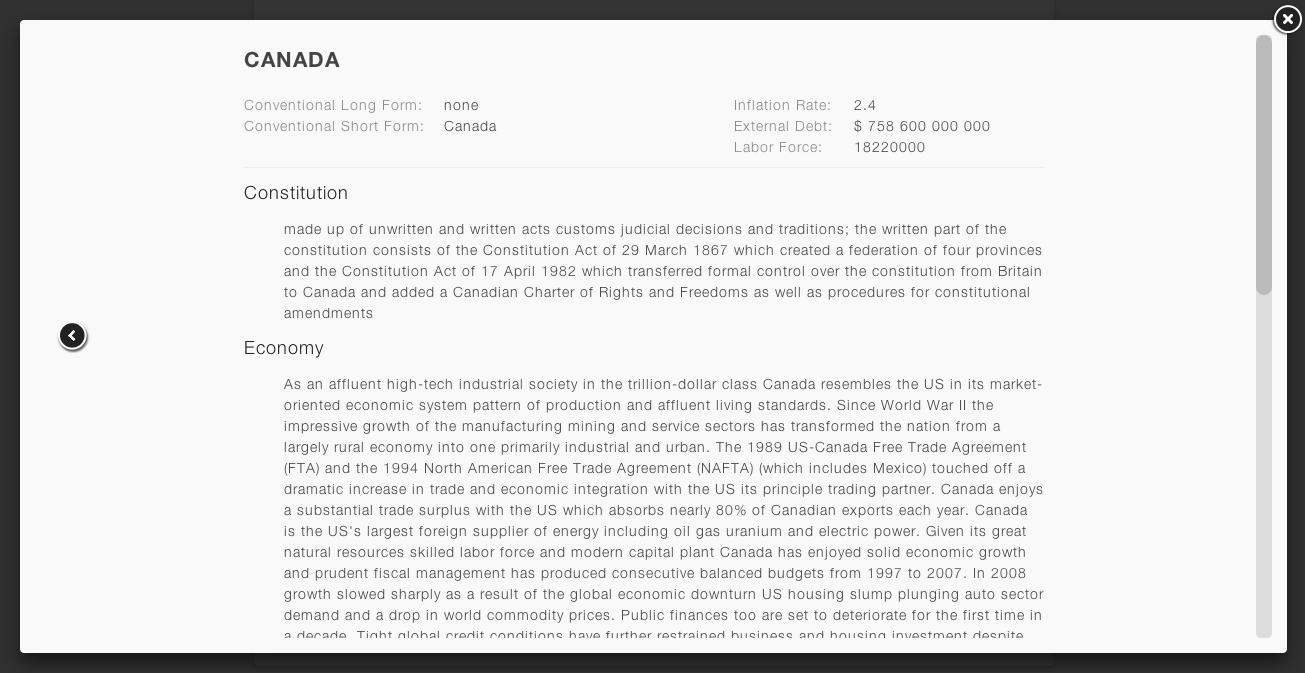 CANADA
Conventional Long Form: none
Conventional Short Form: Canada
Inflation Rate: 2.4
External Debt: $ 758 600 000 000
Labor Force: 18220000
Constitution
made up of unwritten and written acts customs judicial decisions and traditions; the written part of the
constitution consists of the Constitution Act of 29 March 1867 which created a federation of four provinces
and the Constitution Act of 17 April 1982 which transferred formal control over the constitution from Britain
to Canada and added a Canadian Charter of Rights and Freedoms as well as procedures for constitutional
amendments
Economy
As an affluent high-tech industrial society in the trillion-dollar class Canada resembles the US in its market-
oriented economic system pattern of production and affluent living standards. Since World War II the
impressive growth of the manufacturing mining and service sectors has transformed the nation from a
largely rural economy into one primarily industrial and urban. The 1989 US-Canada Free Trade Agreement
(FTA) and the 1994 North American Free Trade Agreement (NAFTA) (which includes Mexico) touched off a
dramatic increase in trade and economic integration with the US its principle trading partner. Canada enjoys
a substantial trade surplus with the US which absorbs nearly 80% of Canadian exports each year. Canada
is the US's largest foreign supplier of energy including oil gas uranium and electric power. Given its great
natural resources skilled labor force and modern capital plant Canada has enjoyed solid economic growth
and prudent fiscal management has produced consecutive balanced budgets from 1997 to 2007. In 2008
growth slowed sharply as a result of the global economic downturn US housing slump plunging auto sector
demand and a drop in world commodity prices. Public finances too are set to deteriorate for the first time in
a decade. Tight global credit conditions have further restrained business and housing investment despite